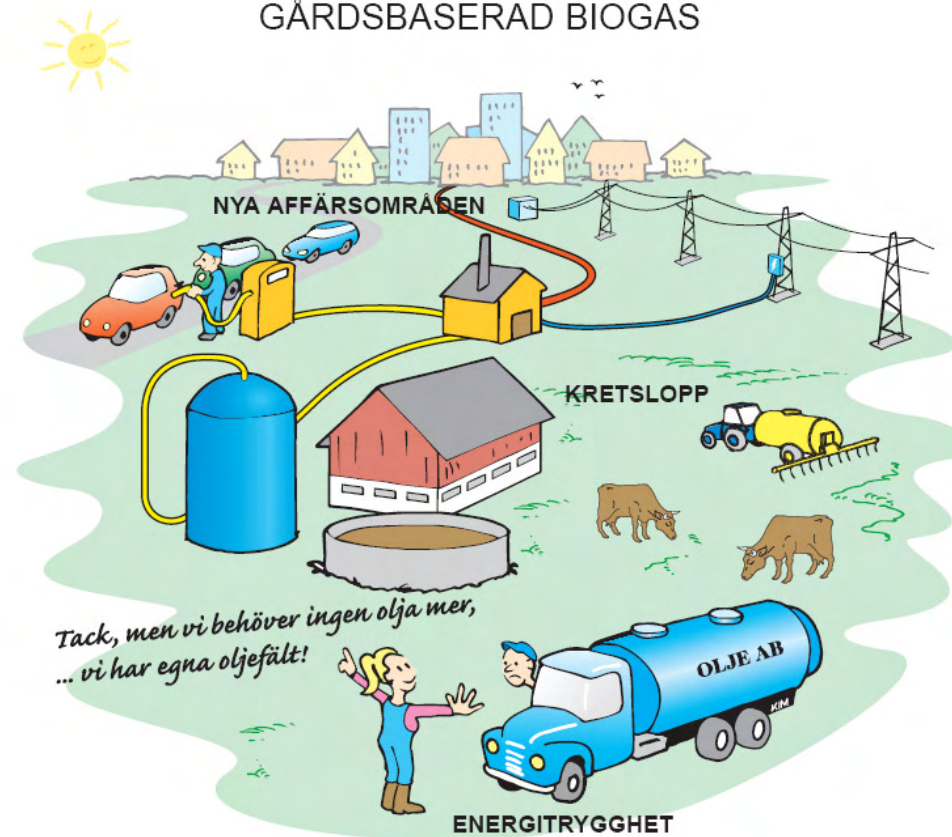 GÅRDSBASERAD BIOGAS
NYA AFFÄRSOMRÅDEN
KRETSLOPP
Tack, men vi behöver ingen olja mer,
... vi har egna oljefält!
OLJE AB
KIM
ENERGITRYGGHET